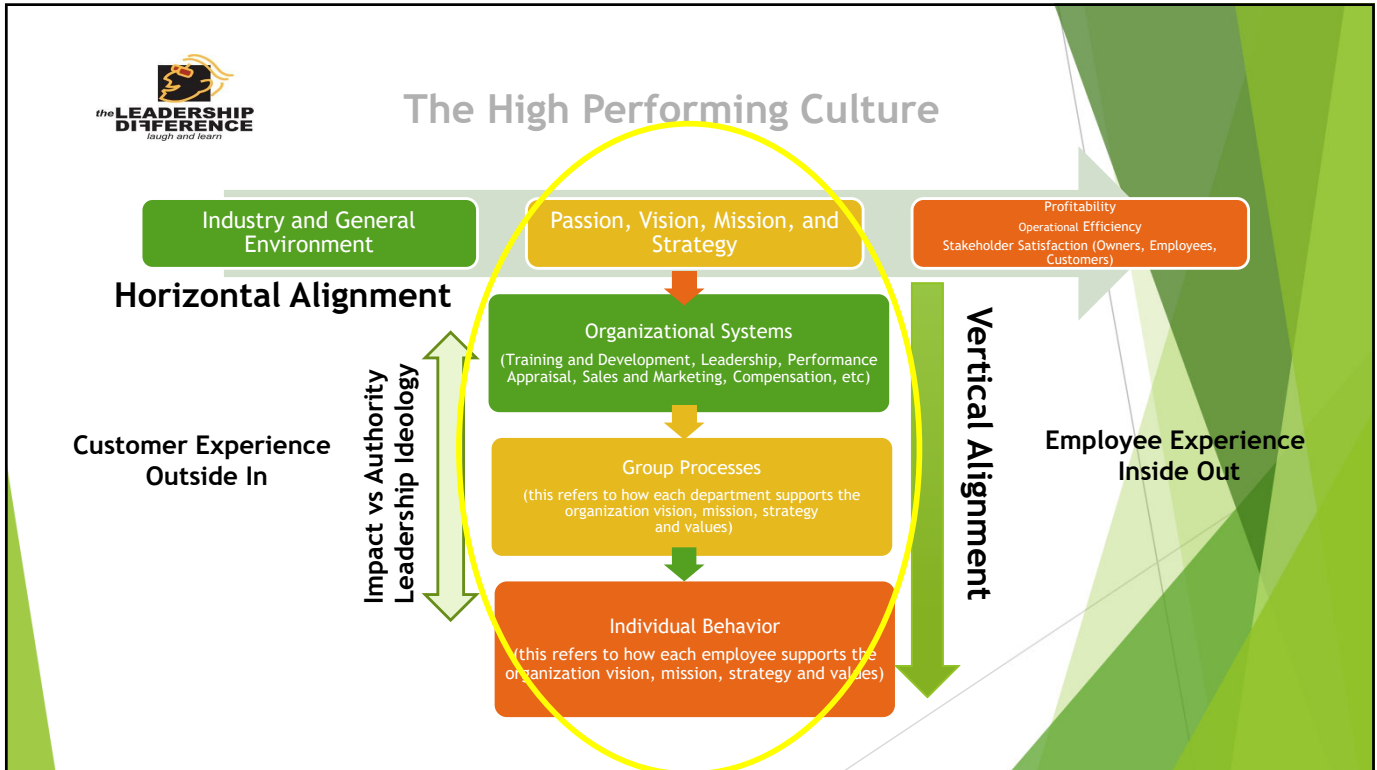 the LEADERSHIP
DIFFERENCE
laugh and learn
The High Performing Culture
Industry and General
Environment
Passion, Vision, Mission, and
Strategy
Profitability
Operational Efficiency
Stakeholder Satisfaction (Owners, Employees,
Customers)
Horizontal Alignment
Organizational Systems
(Training and Development, Leadership, Performance
Appraisal, Sales and Marketing, Compensation, etc)
Impact vs Authority
Leadership Ideology
Vertical Alignment
Customer Experience
Outside In
Group Processes
(this refers to how each department supports the
organization vision, mission, strategy
and values)
Employee Experience
Inside Out
Individual Behavior
(this refers to how each employee supports the
organization vision, mission, strategy and values)